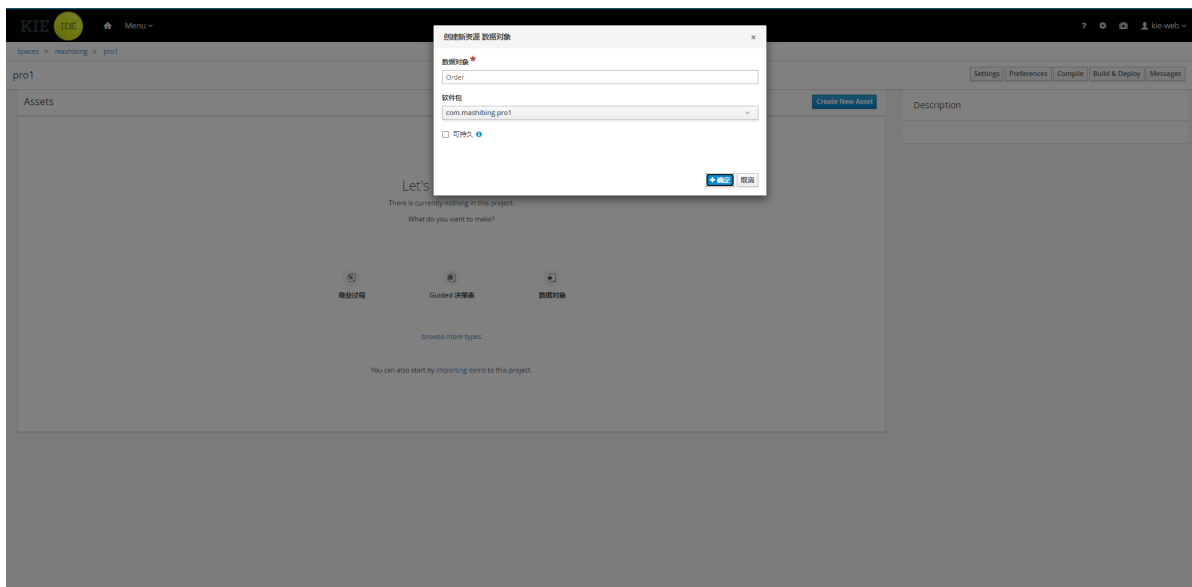 KIE IDE Menu
kie-web
Spaces » mashibing » pro1
pro1
Settings Preferences Compile Build & Deploy Messages
Assets
Create New Asset
Description
创建新资源 数据对象
×
数据对象 *
Order
软件包
com.mashibing.pro1
可持久
+ 确定 取消
Let's
There is currently nothing in this project.
What do you want to make?
商业过程 Guided 决策表 数据对象
browse more types
You can also start by importing items to this project.